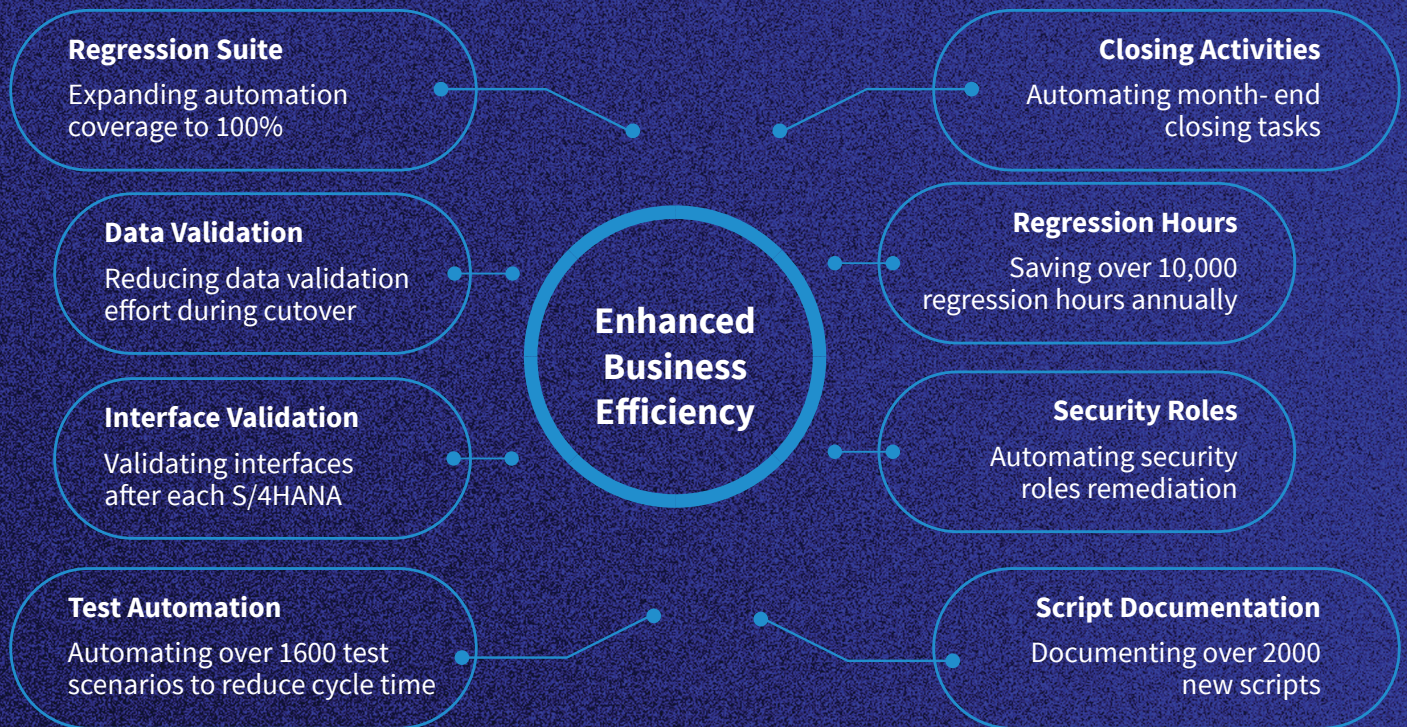 Regression Suite
Expanding automation
coverage to 100%
Data Validation
Reducing data validation
effort during cutover
Interface Validation
Validating interfaces
after each S/4HANA
Test Automation
Automating over 1600 test
scenarios to reduce cycle time
Enhanced
Business
Efficiency
Closing Activities
Automating month- end
closing tasks
Regression Hours
Saving over 10,000
regression hours annually
Security Roles
Automating security
roles remediation
Script Documentation
Documenting over 2000
new scripts